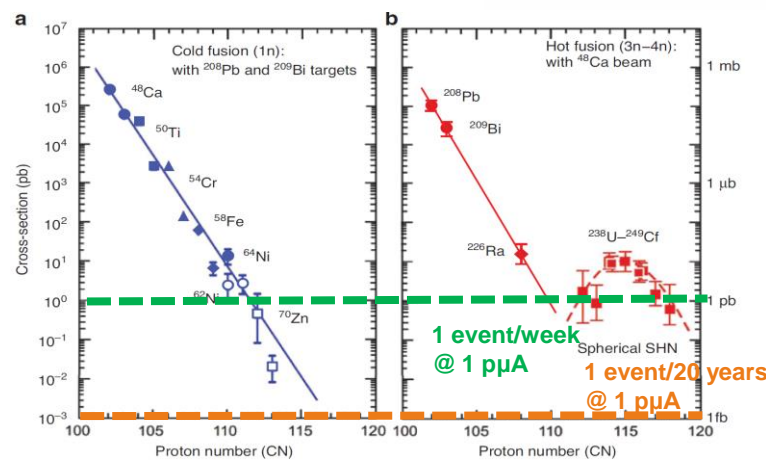 a
Cold fusion (1n):
with ²⁰⁸Pb and ²⁰⁹Bi targets
10⁷
10⁶
10⁵
10⁴
10³
10²
10¹
10⁰
10⁻¹
10⁻²
10⁻³
Cross-section (pb)
⁴⁸Ca
⁵⁰Ti
⁵⁴Cr
⁵⁸Fe
⁶⁴Ni
⁶²Ni
⁷⁰Zn
100
105
110
115
120
Proton number (CN)
b
Hot fusion (3n–4n):
with ⁴⁸Ca beam
²⁰⁸Pb
²⁰⁹Bi
²²⁶Ra
²³⁸U–²⁴⁹Cf
1 mb
1 μb
1 pb
1fb
1 event/week
@ 1 pμA
Spherical SHN
1 event/20 years
@ 1 pμA
100
105
110
115
120
Proton number (CN)